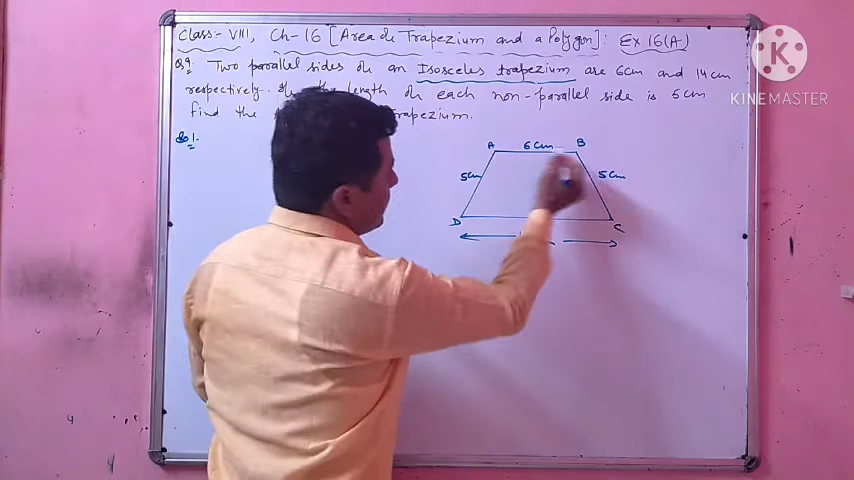 Class-VIII, Ch-16 [Area of Trapezium and a Polygon]: Ex 16(A)
Q9. Two parallel sides of an Isosceles trapezium are 6cm and 14cm
respectively. If the length of each non-parallel side is 5cm
find the trapezium.
Sol.
A 6cm B
5cm 5cm
D C
K
KINEMASTER